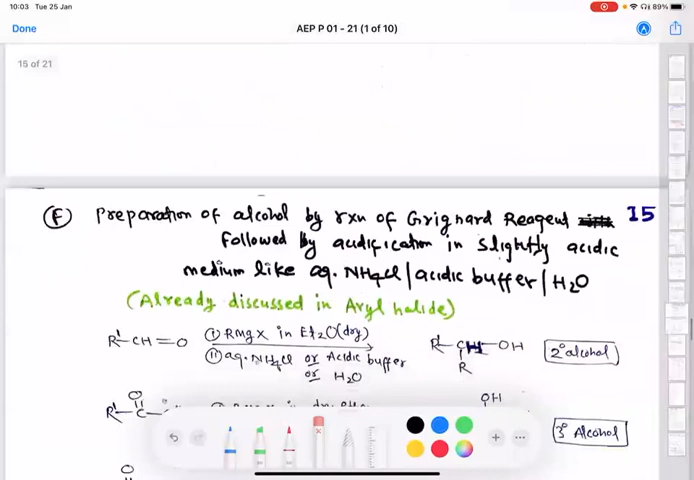 10:03 Tue 25 Jan
89%
Done
AEP P 01 - 21 (1 of 10)
15 of 21
(F) Preparation of alcohol by rxn of Grignard Reagent 15
followed by acidification in slightly acidic
medium like aq. NH4Cl / acidic buffer / H2O
(Already discussed in Aryl halide)
R'-CH=O (i) RMgX in Et2O (dry) R'-CH-OH 2° alcohol
(ii) aq. NH4Cl or Acidic buffer R
or H2O
O
R'-C- OH
3° Alcohol
O